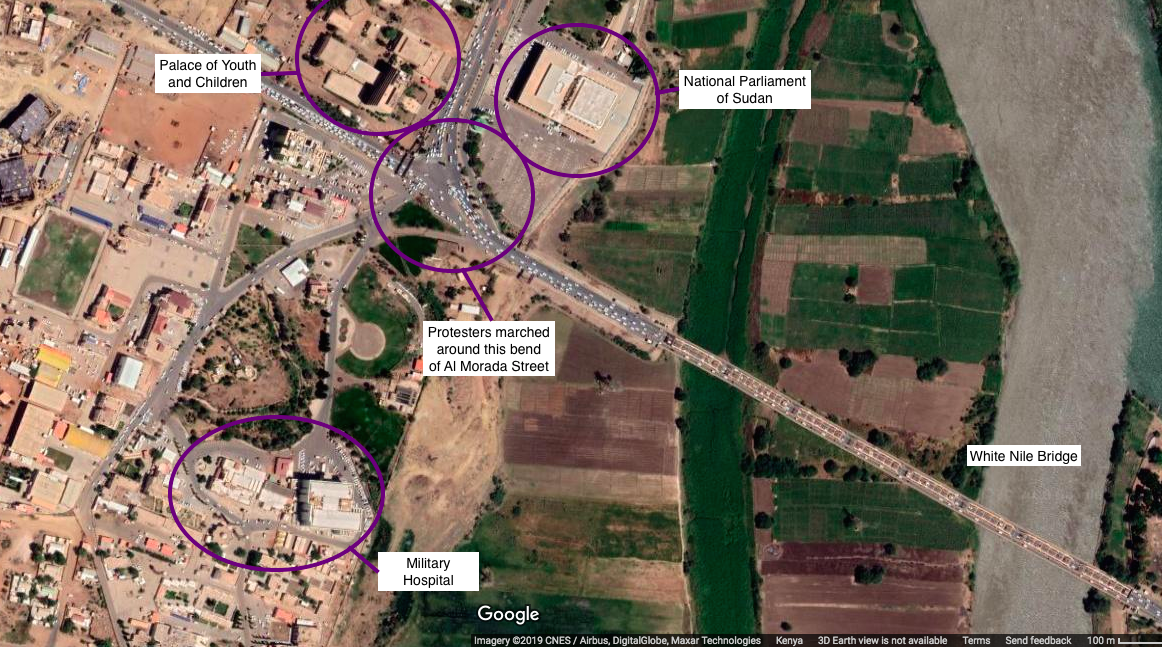 Palace of Youth
and Children
National Parliament
of Sudan
Protesters marched
around this bend
of Al Morada Street
White Nile Bridge
Military
Hospital
Google
Imagery ©2019 CNES / Airbus, DigitalGlobe, Maxar Technologies Kenya 3D Earth view is not available Terms Send feedback 100 m